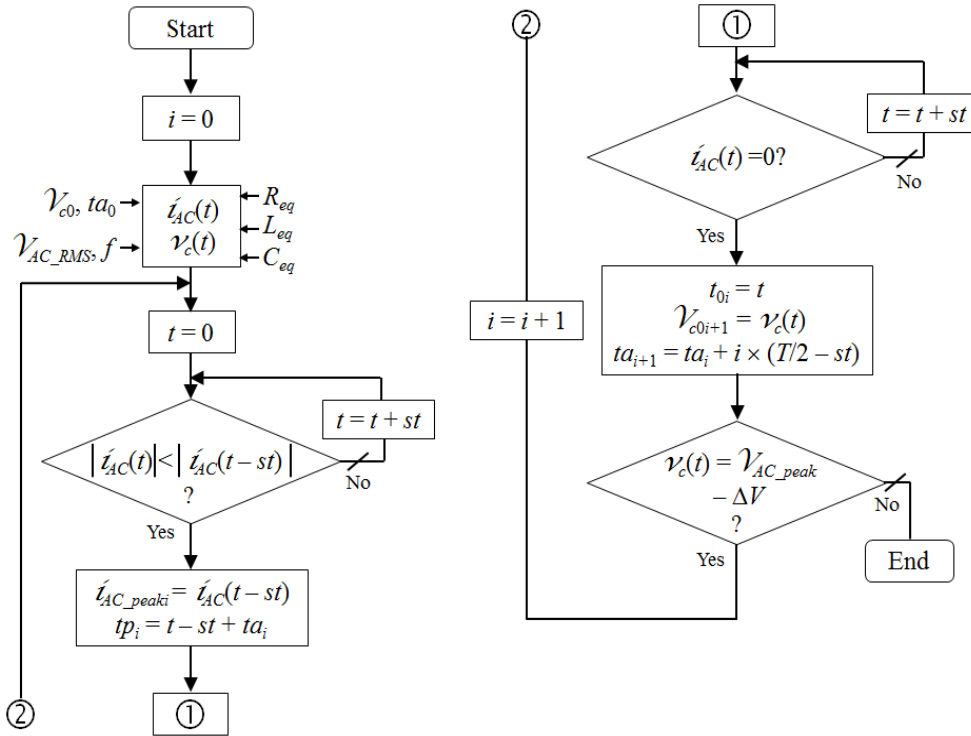 Start
i = 0
V_c0, ta_0
V_AC_RMS, f
i_AC(t)
v_c(t)
R_eq
L_eq
C_eq
t = 0
t = t + st
|i_AC(t)| < |i_AC(t – st)|
?
No
Yes
i_AC_peaki = i_AC(t – st)
tp_i = t – st + ta_i
①
②
②
i = i + 1
①
t = t + st
i_AC(t) =0?
No
Yes
t_0i = t
V_c0i+1 = v_c(t)
ta_i+1 = ta_i + i × (T/2 – st)
v_c(t) = V_AC_peak
– ΔV
?
No
Yes
End